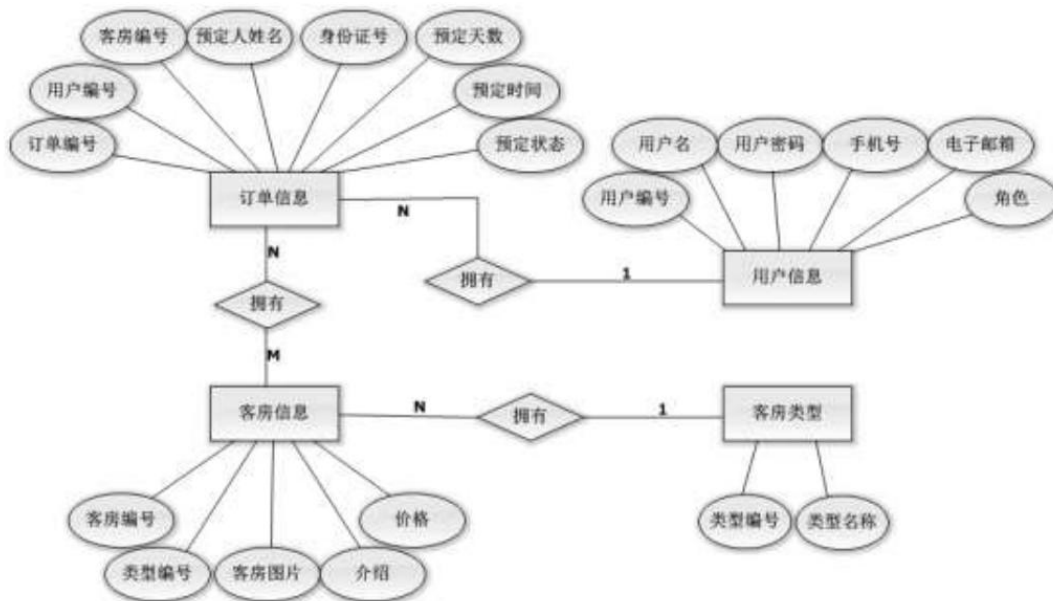 客房编号 预定人姓名 身份证号 预定天数
用户编号 预定时间
订单编号 预定状态
用户名 用户密码 手机号 电子邮箱
用户编号 角色
订单信息
N
N
拥有
1
用户信息
拥有
M
客房信息
N
拥有
1
客房类型
客房编号 价格
类型编号 客房图片 介绍
类型编号 类型名称